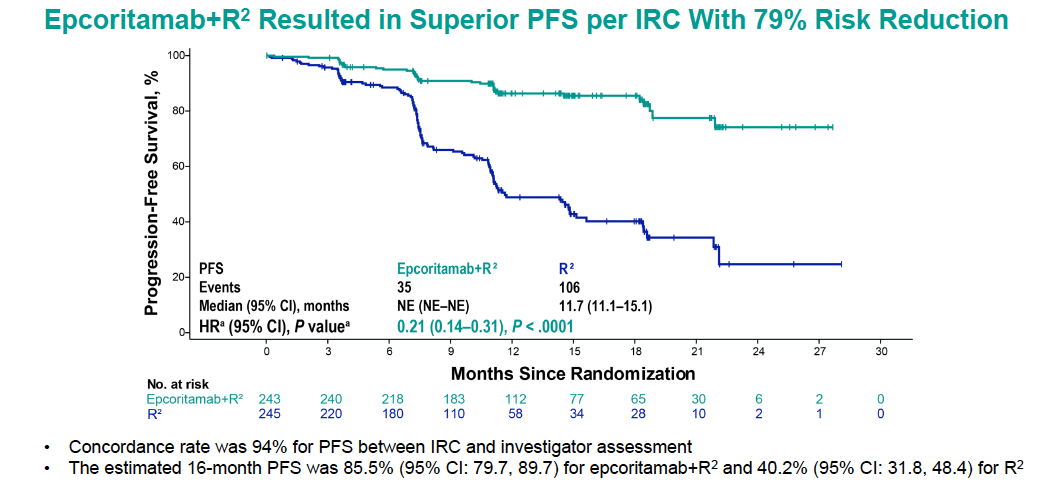 Epcoritamab+R² Resulted in Superior PFS per IRC With 79% Risk Reduction
Progression-Free Survival, %
100
80
60
40
20
0
PFS Epcoritamab+R² R²
Events 35 106
Median (95% CI), months NE (NE–NE) 11.7 (11.1–15.1)
HRᵃ (95% CI), P valueᵃ 0.21 (0.14–0.31), P < .0001
0 3 6 9 12 15 18 21 24 27 30
Months Since Randomization
No. at risk
Epcoritamab+R² 243 240 218 183 112 77 65 30 6 2 0
R² 245 220 180 110 58 34 28 10 2 1 0
• Concordance rate was 94% for PFS between IRC and investigator assessment
• The estimated 16-month PFS was 85.5% (95% CI: 79.7, 89.7) for epcoritamab+R² and 40.2% (95% CI: 31.8, 48.4) for R²